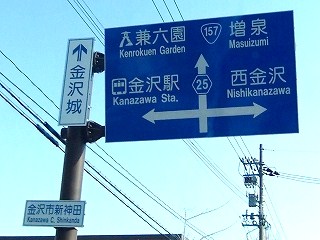 金沢城
兼六園
Kenrokuen Garden
157
増泉
Masuizumi
金沢駅
Kanazawa Sta.
25
西金沢
Nishikanazawa
金沢市新神田
Kanazawa C. Shinkanda